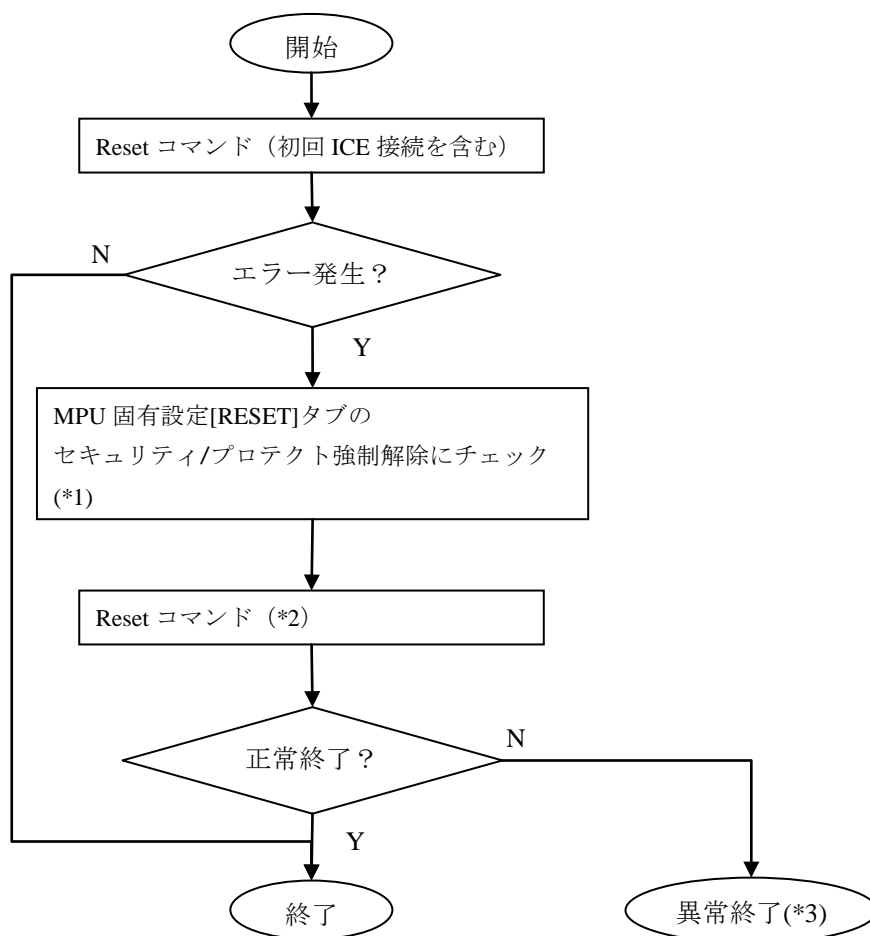 開始
Reset コマンド（初回 ICE 接続を含む）
エラー発生？
N
Y
MPU 固有設定[RESET]タブの
セキュリティ/プロテクト強制解除にチェック
(*1)
Reset コマンド（*2）
正常終了？
N
Y
終了
異常終了(*3)